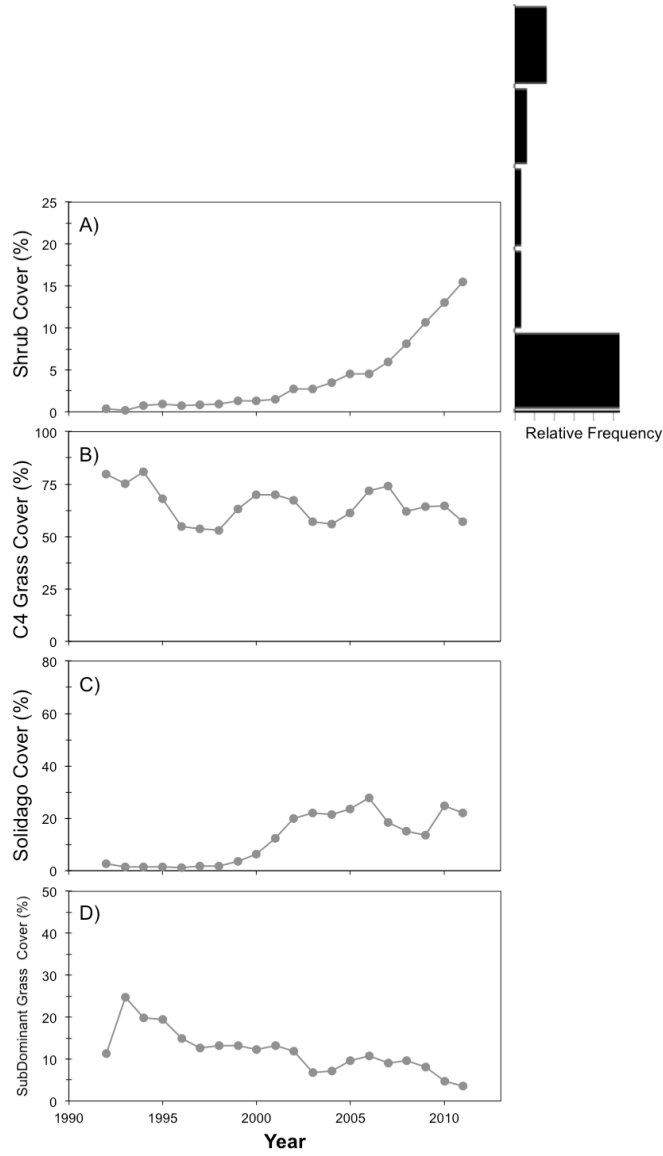 A)
Shrub Cover (%)
25
20
15
10
5
0
Relative Frequency
B)
C4 Grass Cover (%)
100
75
50
25
0
C)
Solidago Cover (%)
80
60
40
20
0
D)
SubDominant Grass Cover (%)
50
40
30
20
10
0
1990 1995 2000 2005 2010
Year